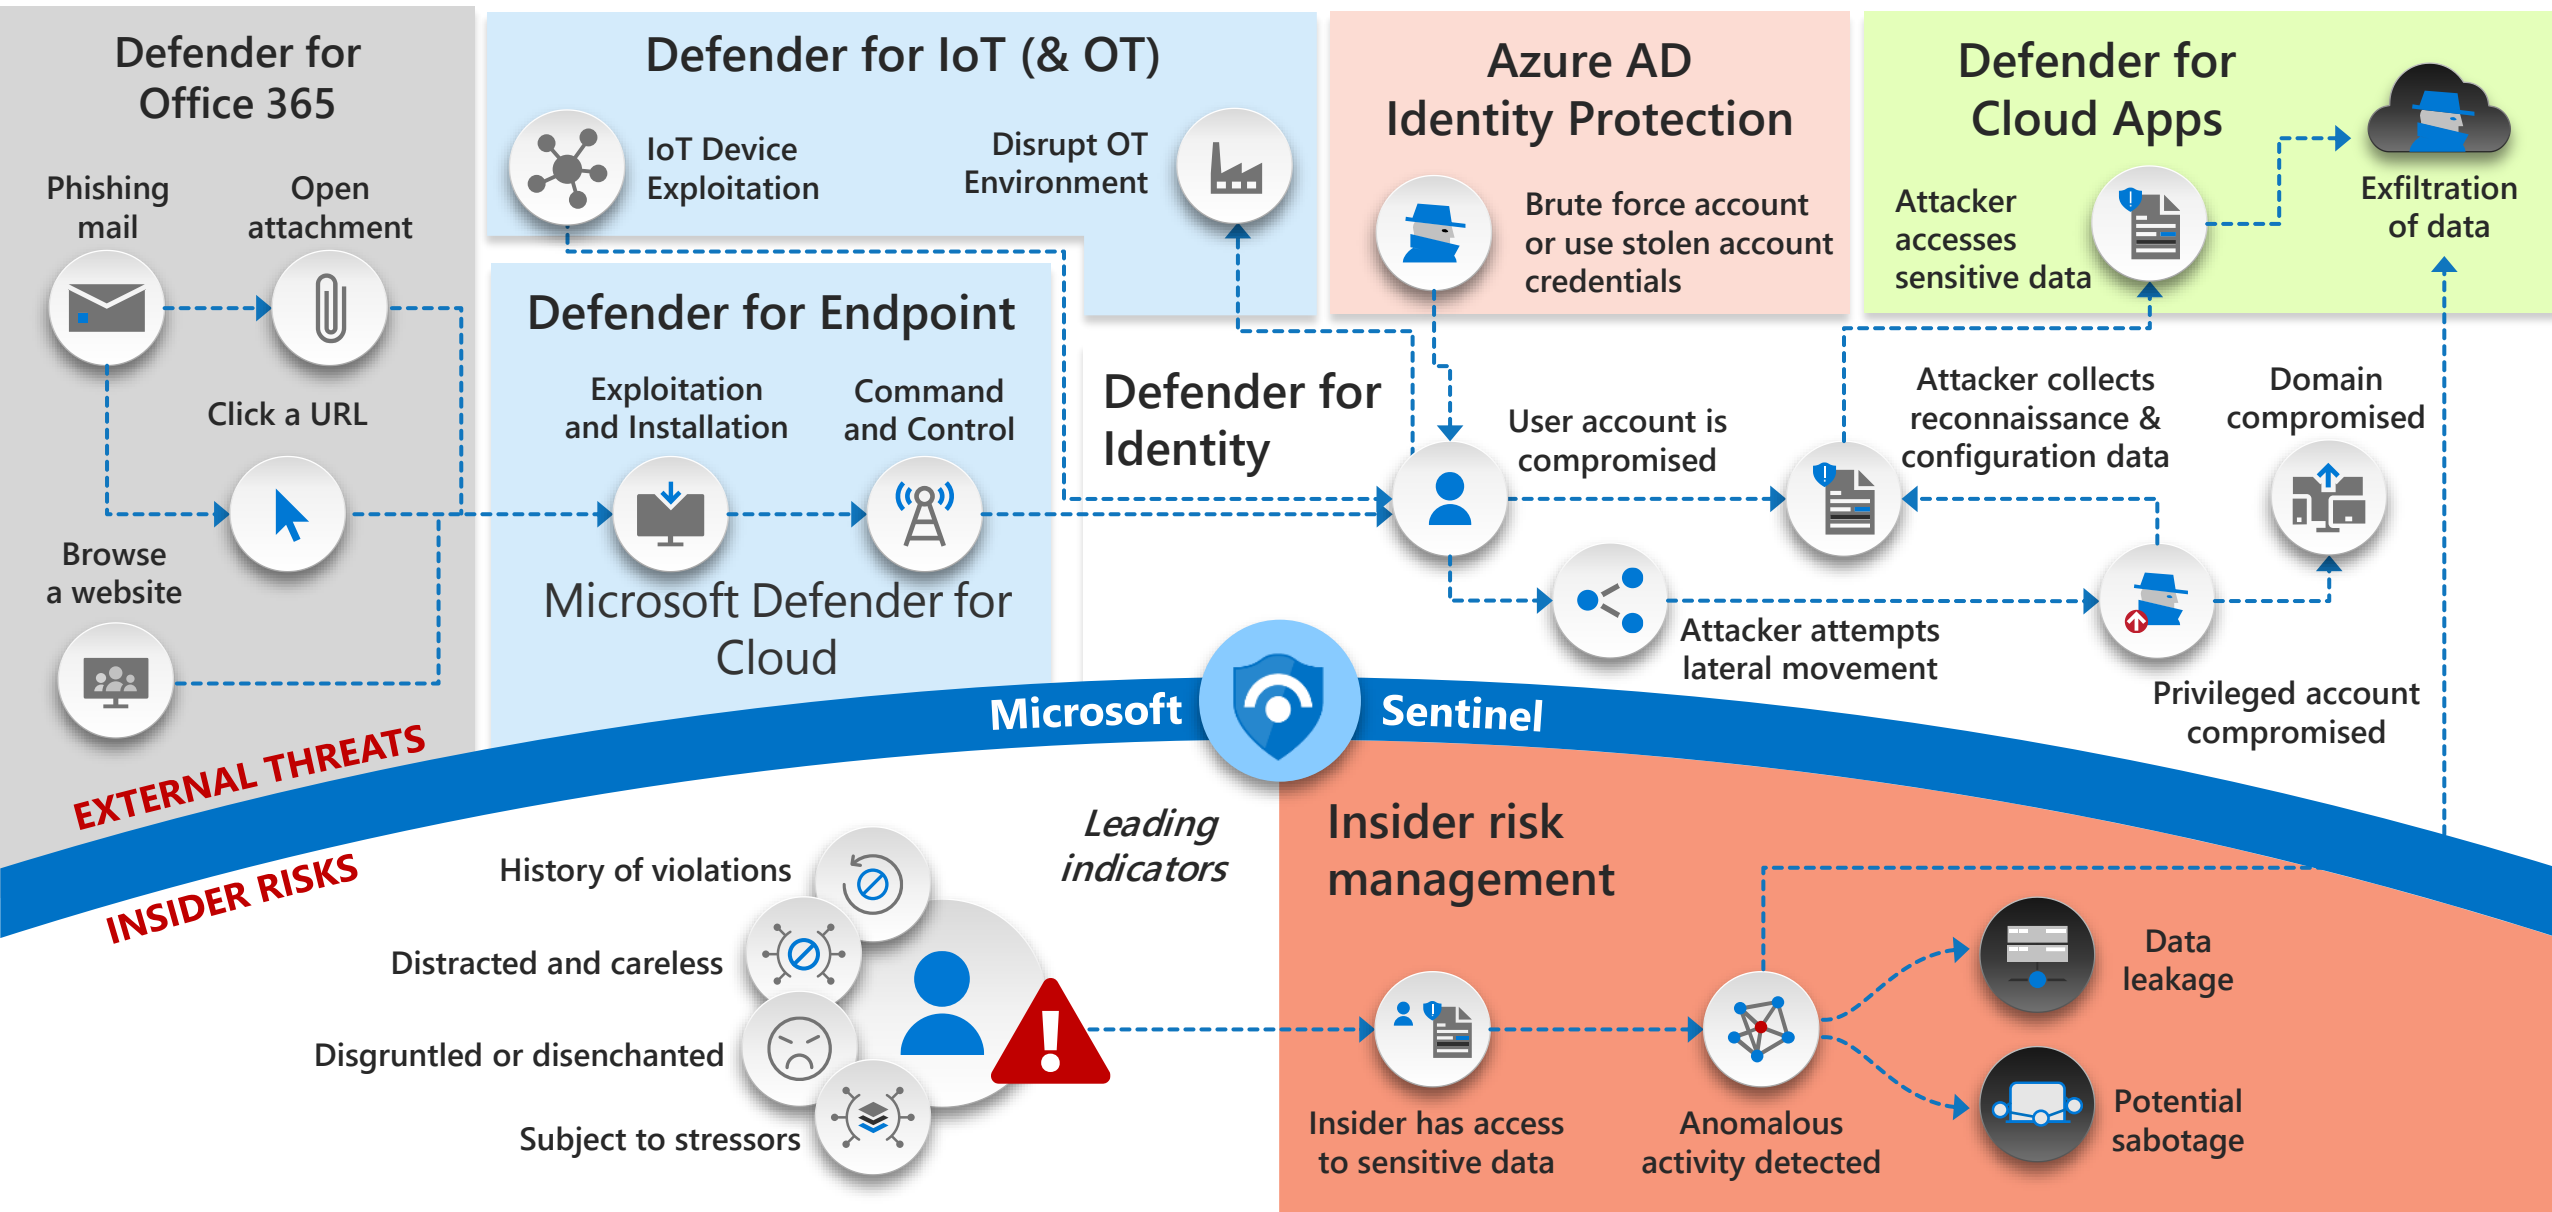 Defender for
Office 365
Phishing
mail
Open
attachment
Click a URL
Browse
a website
Defender for IoT (& OT)
IoT Device
Exploitation
Disrupt OT
Environment
Defender for Endpoint
Exploitation
and Installation
Command
and Control
Microsoft Defender for
Cloud
Azure AD
Identity Protection
Brute force account
or use stolen account
credentials
Defender for
Cloud Apps
Attacker
accesses
sensitive data
Exfiltration
of data
Defender for
Identity
User account is
compromised
Attacker collects
reconnaissance &
configuration data
Domain
compromised
Attacker attempts
lateral movement
Privileged account
compromised
EXTERNAL THREATS
Microsoft Sentinel
INSIDER RISKS
History of violations
Distracted and careless
Disgruntled or disenchanted
Subject to stressors
Leading
indicators
Insider risk
management
Insider has access
to sensitive data
Anomalous
activity detected
Data
leakage
Potential
sabotage